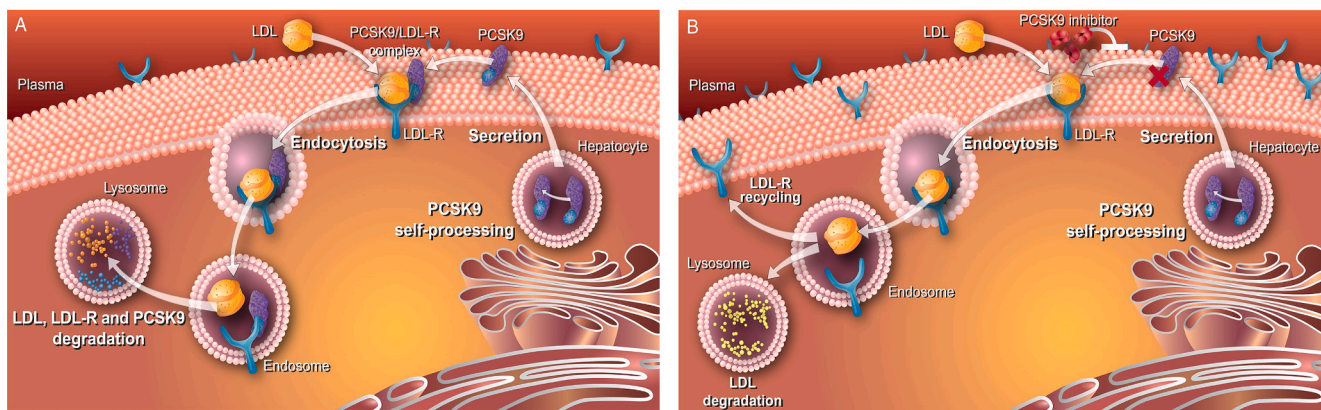 A
LDL
PCSK9/LDL-R
complex
PCSK9
Plasma
LDL-R
Endocytosis
Secretion
Hepatocyte
Lysosome
PCSK9
self-processing
LDL, LDL-R and PCSK9
degradation
Endosome
B
LDL
PCSK9 inhibitor
PCSK9
Plasma
LDL-R
Endocytosis
Secretion
Hepatocyte
LDL-R
recycling
PCSK9
self-processing
Lysosome
Endosome
LDL
degradation